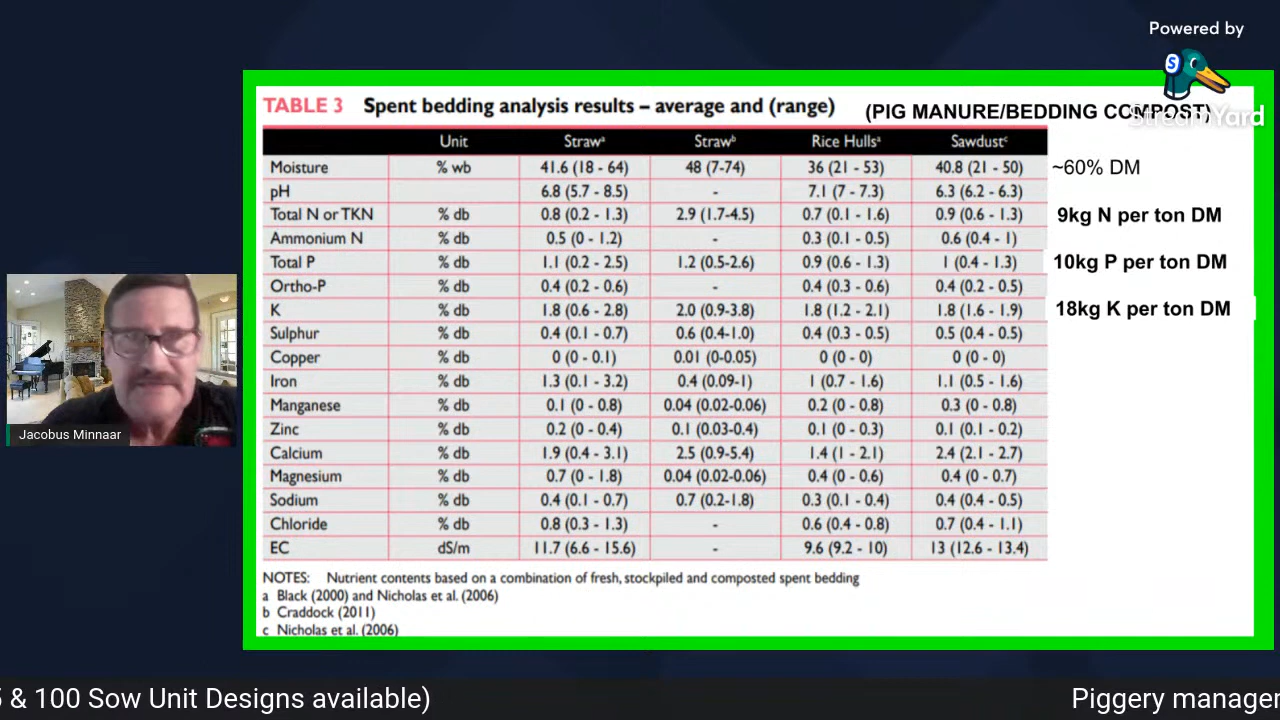 Powered by
StreamYard
TABLE 3 Spent bedding analysis results – average and (range) (PIG MANURE/BEDDING COMPOST)
Unit Strawᵃ Strawᵇ Rice Hullsᵃ Sawdustᶜ
Moisture % wb 41.6 (18 - 64) 48 (7-74) 36 (21 - 53) 40.8 (21 - 50) ~60% DM
pH 6.8 (5.7 - 8.5) - 7.1 (7 - 7.3) 6.3 (6.2 - 6.3)
Total N or TKN % db 0.8 (0.2 - 1.3) 2.9 (1.7-4.5) 0.7 (0.1 - 1.6) 0.9 (0.6 - 1.3) 9kg N per ton DM
Ammonium N % db 0.5 (0 - 1.2) - 0.3 (0.1 - 0.5) 0.6 (0.4 - 1)
Total P % db 1.1 (0.2 - 2.5) 1.2 (0.5-2.6) 0.9 (0.6 - 1.3) 1 (0.4 - 1.3) 10kg P per ton DM
Ortho-P % db 0.4 (0.2 - 0.6) - 0.4 (0.3 - 0.6) 0.4 (0.2 - 0.5)
K % db 1.8 (0.6 - 2.8) 2.0 (0.9-3.8) 1.8 (1.2 - 2.1) 1.8 (1.6 - 1.9) 18kg K per ton DM
Sulphur % db 0.4 (0.1 - 0.7) 0.6 (0.4-1.0) 0.4 (0.3 - 0.5) 0.5 (0.4 - 0.5)
Copper % db 0 (0 - 0.1) 0.01 (0-0.05) 0 (0 - 0) 0 (0 - 0)
Iron % db 1.3 (0.1 - 3.2) 0.4 (0.09-1) 1 (0.7 - 1.6) 1.1 (0.5 - 1.6)
Manganese % db 0.1 (0 - 0.8) 0.04 (0.02-0.06) 0.2 (0 - 0.8) 0.3 (0 - 0.8)
Zinc % db 0.2 (0 - 0.4) 0.1 (0.03-0.4) 0.1 (0 - 0.3) 0.1 (0.1 - 0.2)
Calcium % db 1.9 (0.4 - 3.1) 2.5 (0.9-5.4) 1.4 (1 - 2.1) 2.4 (2.1 - 2.7)
Magnesium % db 0.7 (0 - 1.8) 0.04 (0.02-0.06) 0.4 (0 - 0.6) 0.4 (0 - 0.7)
Sodium % db 0.4 (0.1 - 0.7) 0.7 (0.2-1.8) 0.3 (0.1 - 0.4) 0.4 (0.4 - 0.5)
Chloride % db 0.8 (0.3 - 1.3) - 0.6 (0.4 - 0.8) 0.7 (0.4 - 1.1)
EC dS/m 11.7 (6.6 - 15.6) - 9.6 (9.2 - 10) 13 (12.6 - 13.4)
NOTES: Nutrient contents based on a combination of fresh, stockpiled and composted spent bedding
a Black (2000) and Nicholas et al. (2006)
b Craddock (2011)
c Nicholas et al. (2006)
Jacobus Minnaar
& 100 Sow Unit Designs available) Piggery manager